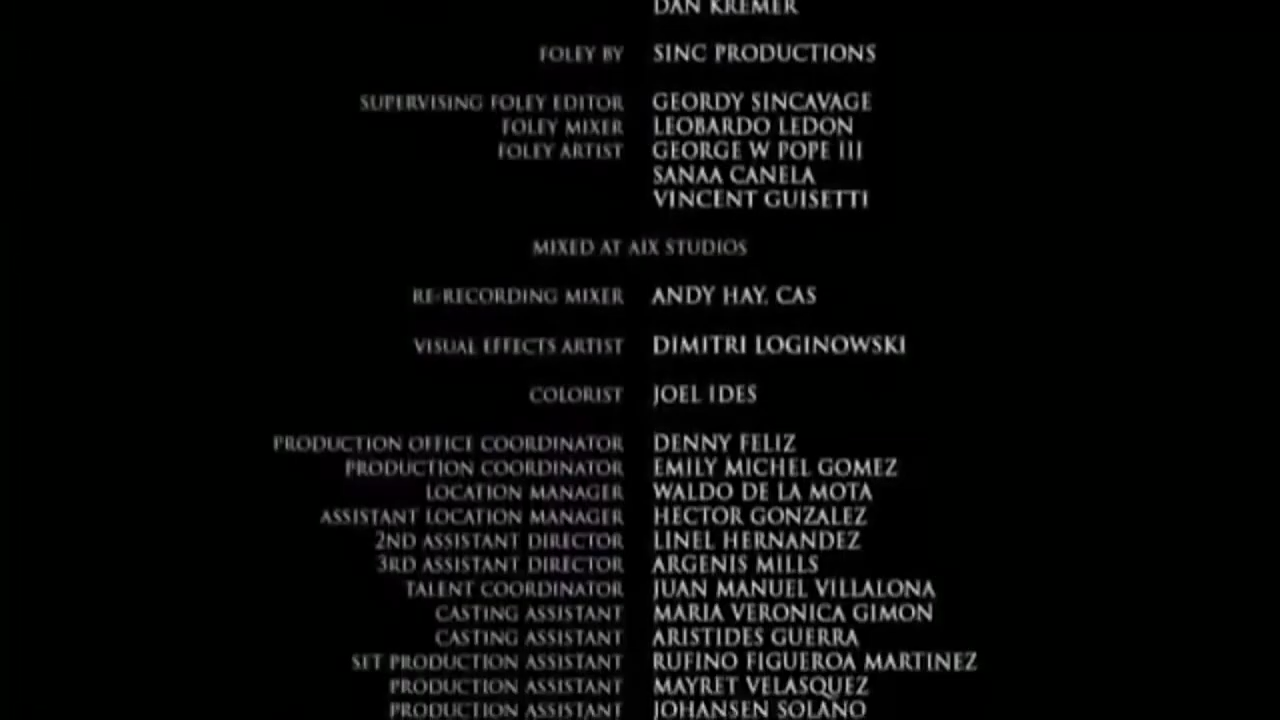 DAN KREMER
FOLEY BY SINC PRODUCTIONS
SUPERVISING FOLEY EDITOR GEORDY SINCAVAGE
FOLEY MIXER LEOBARDO LEDON
FOLEY ARTIST GEORGE W POPE III
SANAA CANELA
VINCENT GUISETTI
MIXED AT AIX STUDIOS
RE-RECORDING MIXER ANDY HAY, CAS
VISUAL EFFECTS ARTIST DIMITRI LOGINOWSKI
COLORIST JOEL IDES
PRODUCTION OFFICE COORDINATOR DENNY FELIZ
PRODUCTION COORDINATOR EMILY MICHEL GOMEZ
LOCATION MANAGER WALDO DE LA MOTA
ASSISTANT LOCATION MANAGER HECTOR GONZALEZ
2ND ASSISTANT DIRECTOR LINEL HERNANDEZ
3RD ASSISTANT DIRECTOR ARGENIS MILLS
TALENT COORDINATOR JUAN MANUEL VILLALONA
CASTING ASSISTANT MARIA VERONICA GIMON
CASTING ASSISTANT ARISTIDES GUERRA
SET PRODUCTION ASSISTANT RUFINO FIGUEROA MARTINEZ
PRODUCTION ASSISTANT MAYRET VELASQUEZ
PRODUCTION ASSISTANT JOHANSEN SOLANO